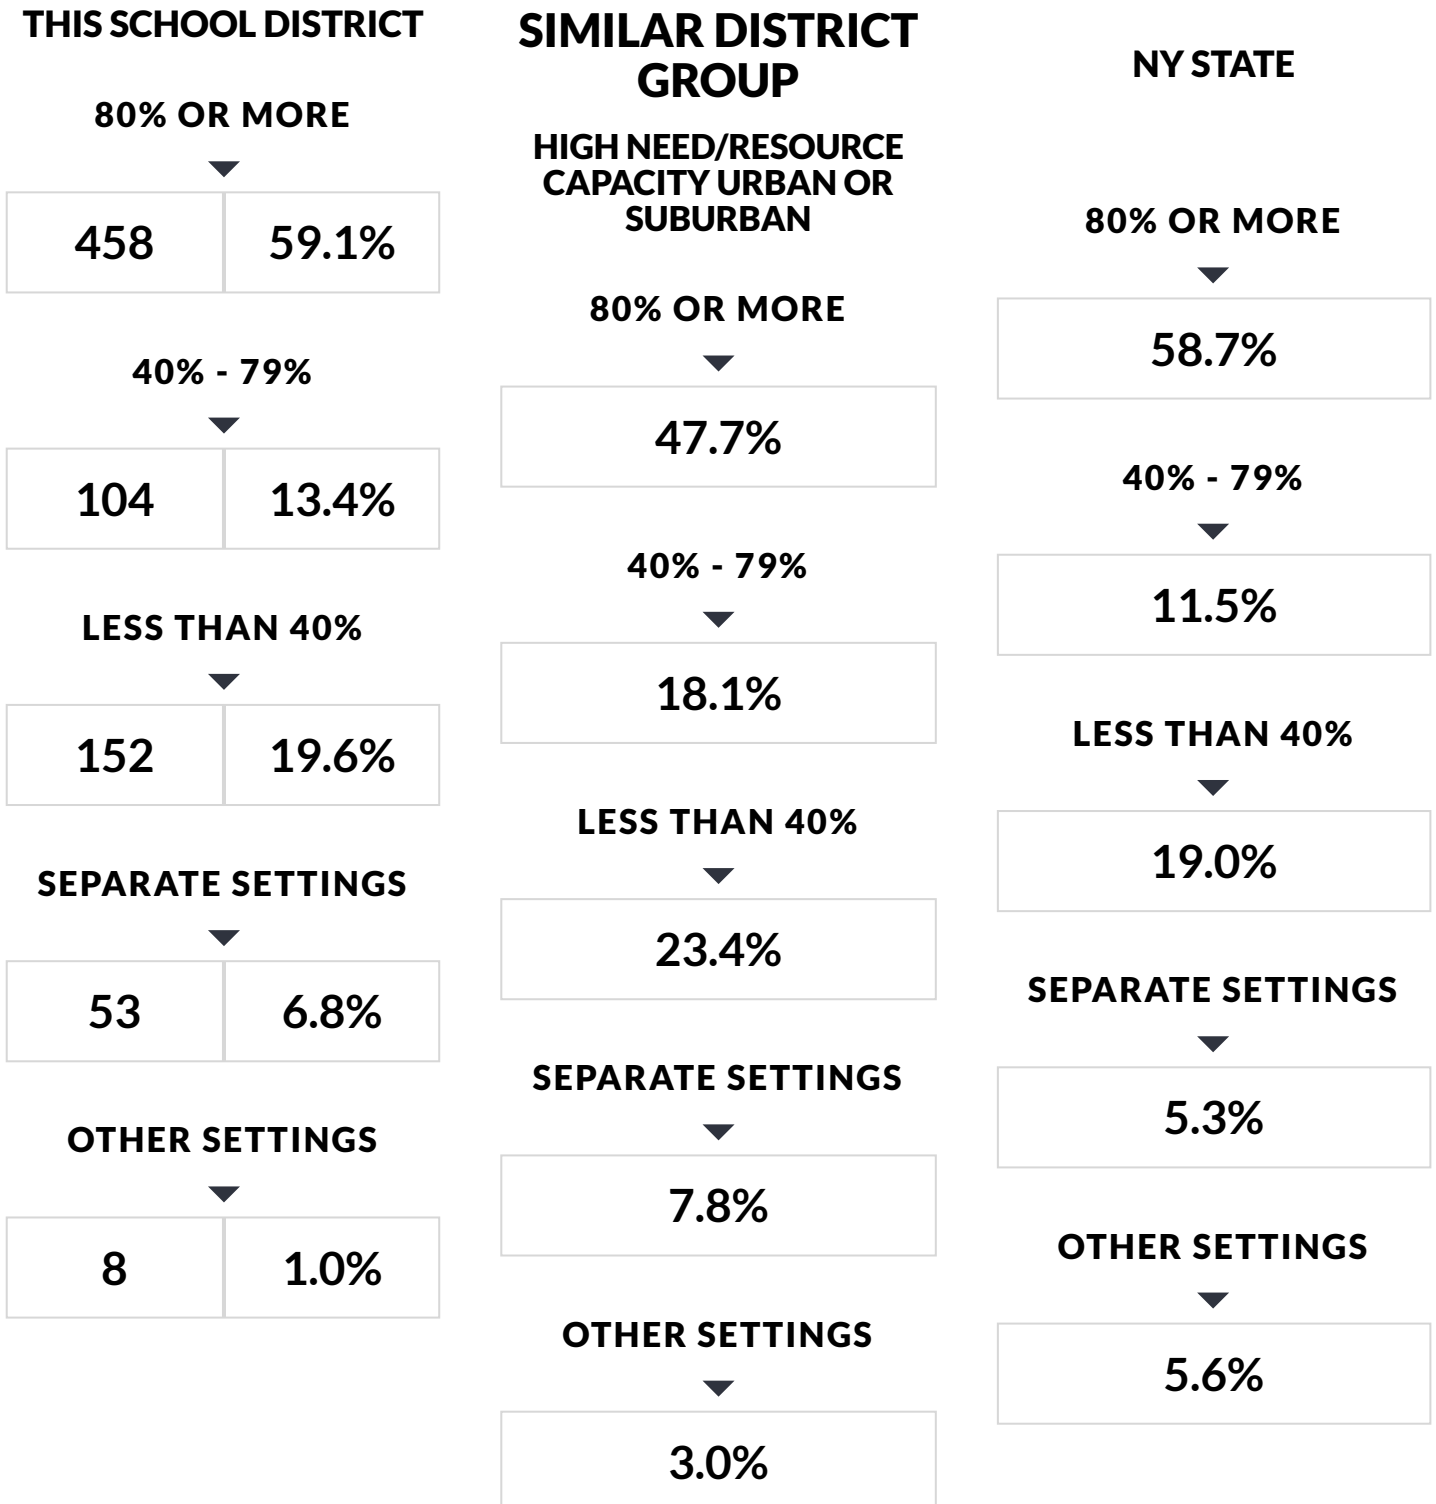 THIS SCHOOL DISTRICT
80% OR MORE
458 59.1%
40% - 79%
104 13.4%
LESS THAN 40%
152 19.6%
SEPARATE SETTINGS
53 6.8%
OTHER SETTINGS
8 1.0%
SIMILAR DISTRICT
GROUP
HIGH NEED/RESOURCE
CAPACITY URBAN OR
SUBURBAN
80% OR MORE
47.7%
40% - 79%
18.1%
LESS THAN 40%
23.4%
SEPARATE SETTINGS
7.8%
OTHER SETTINGS
3.0%
NY STATE
80% OR MORE
58.7%
40% - 79%
11.5%
LESS THAN 40%
19.0%
SEPARATE SETTINGS
5.3%
OTHER SETTINGS
5.6%